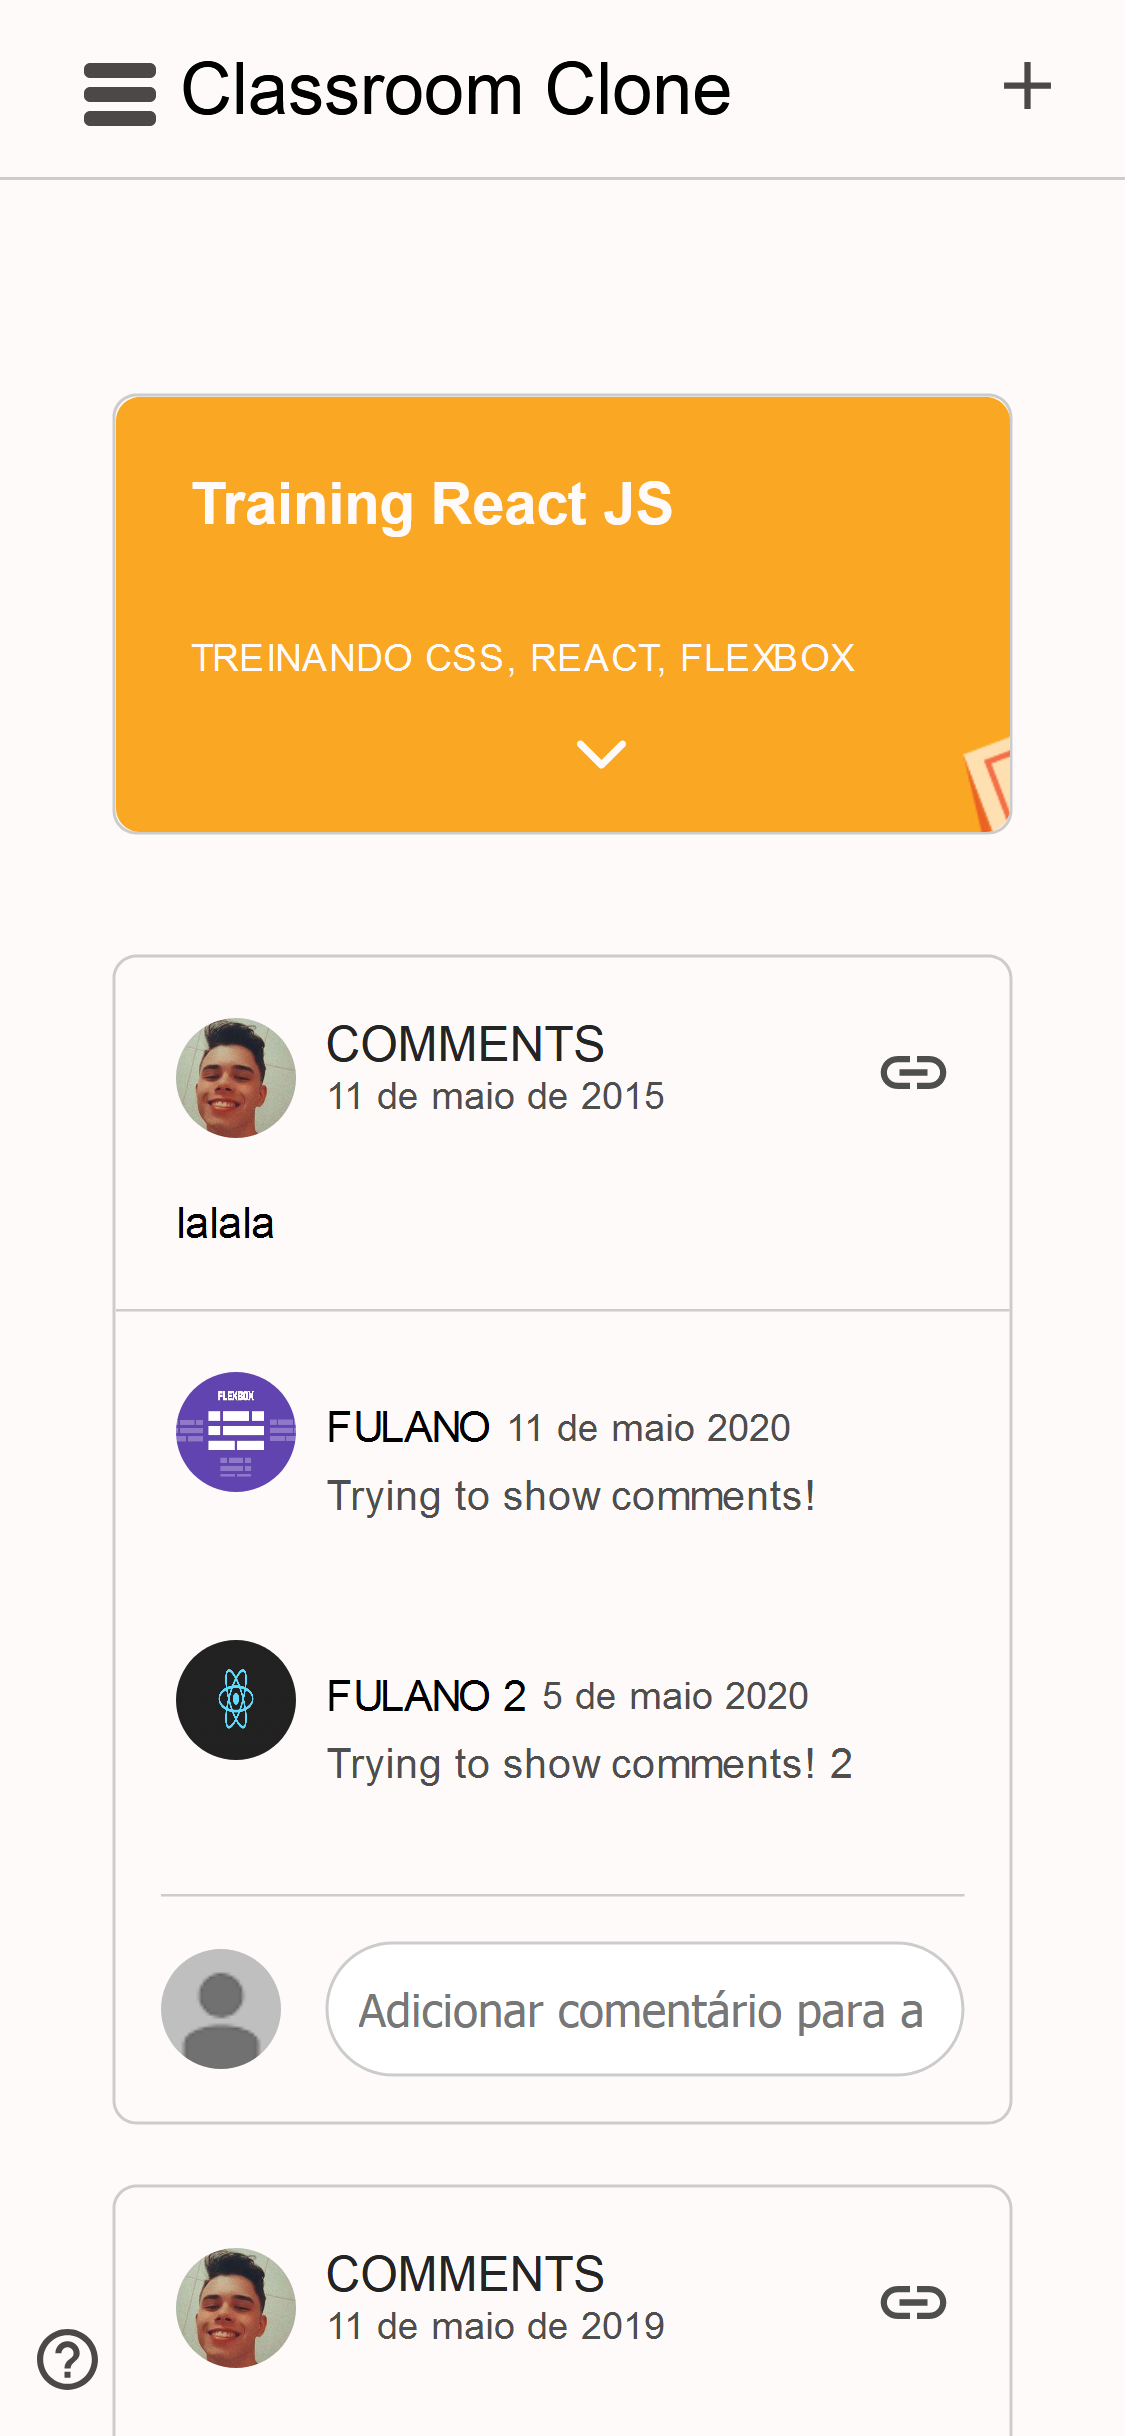 Classroom Clone
Training React JS
TREINANDO CSS, REACT, FLEXBOX
COMMENTS
11 de maio de 2015
lalala
FLEXBOX
FULANO 11 de maio 2020
Trying to show comments!
FULANO 2 5 de maio 2020
Trying to show comments! 2
Adicionar comentário para a
COMMENTS
11 de maio de 2019